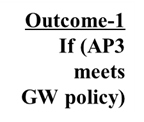 Outcome-1
If (AP3
meets
GW policy)